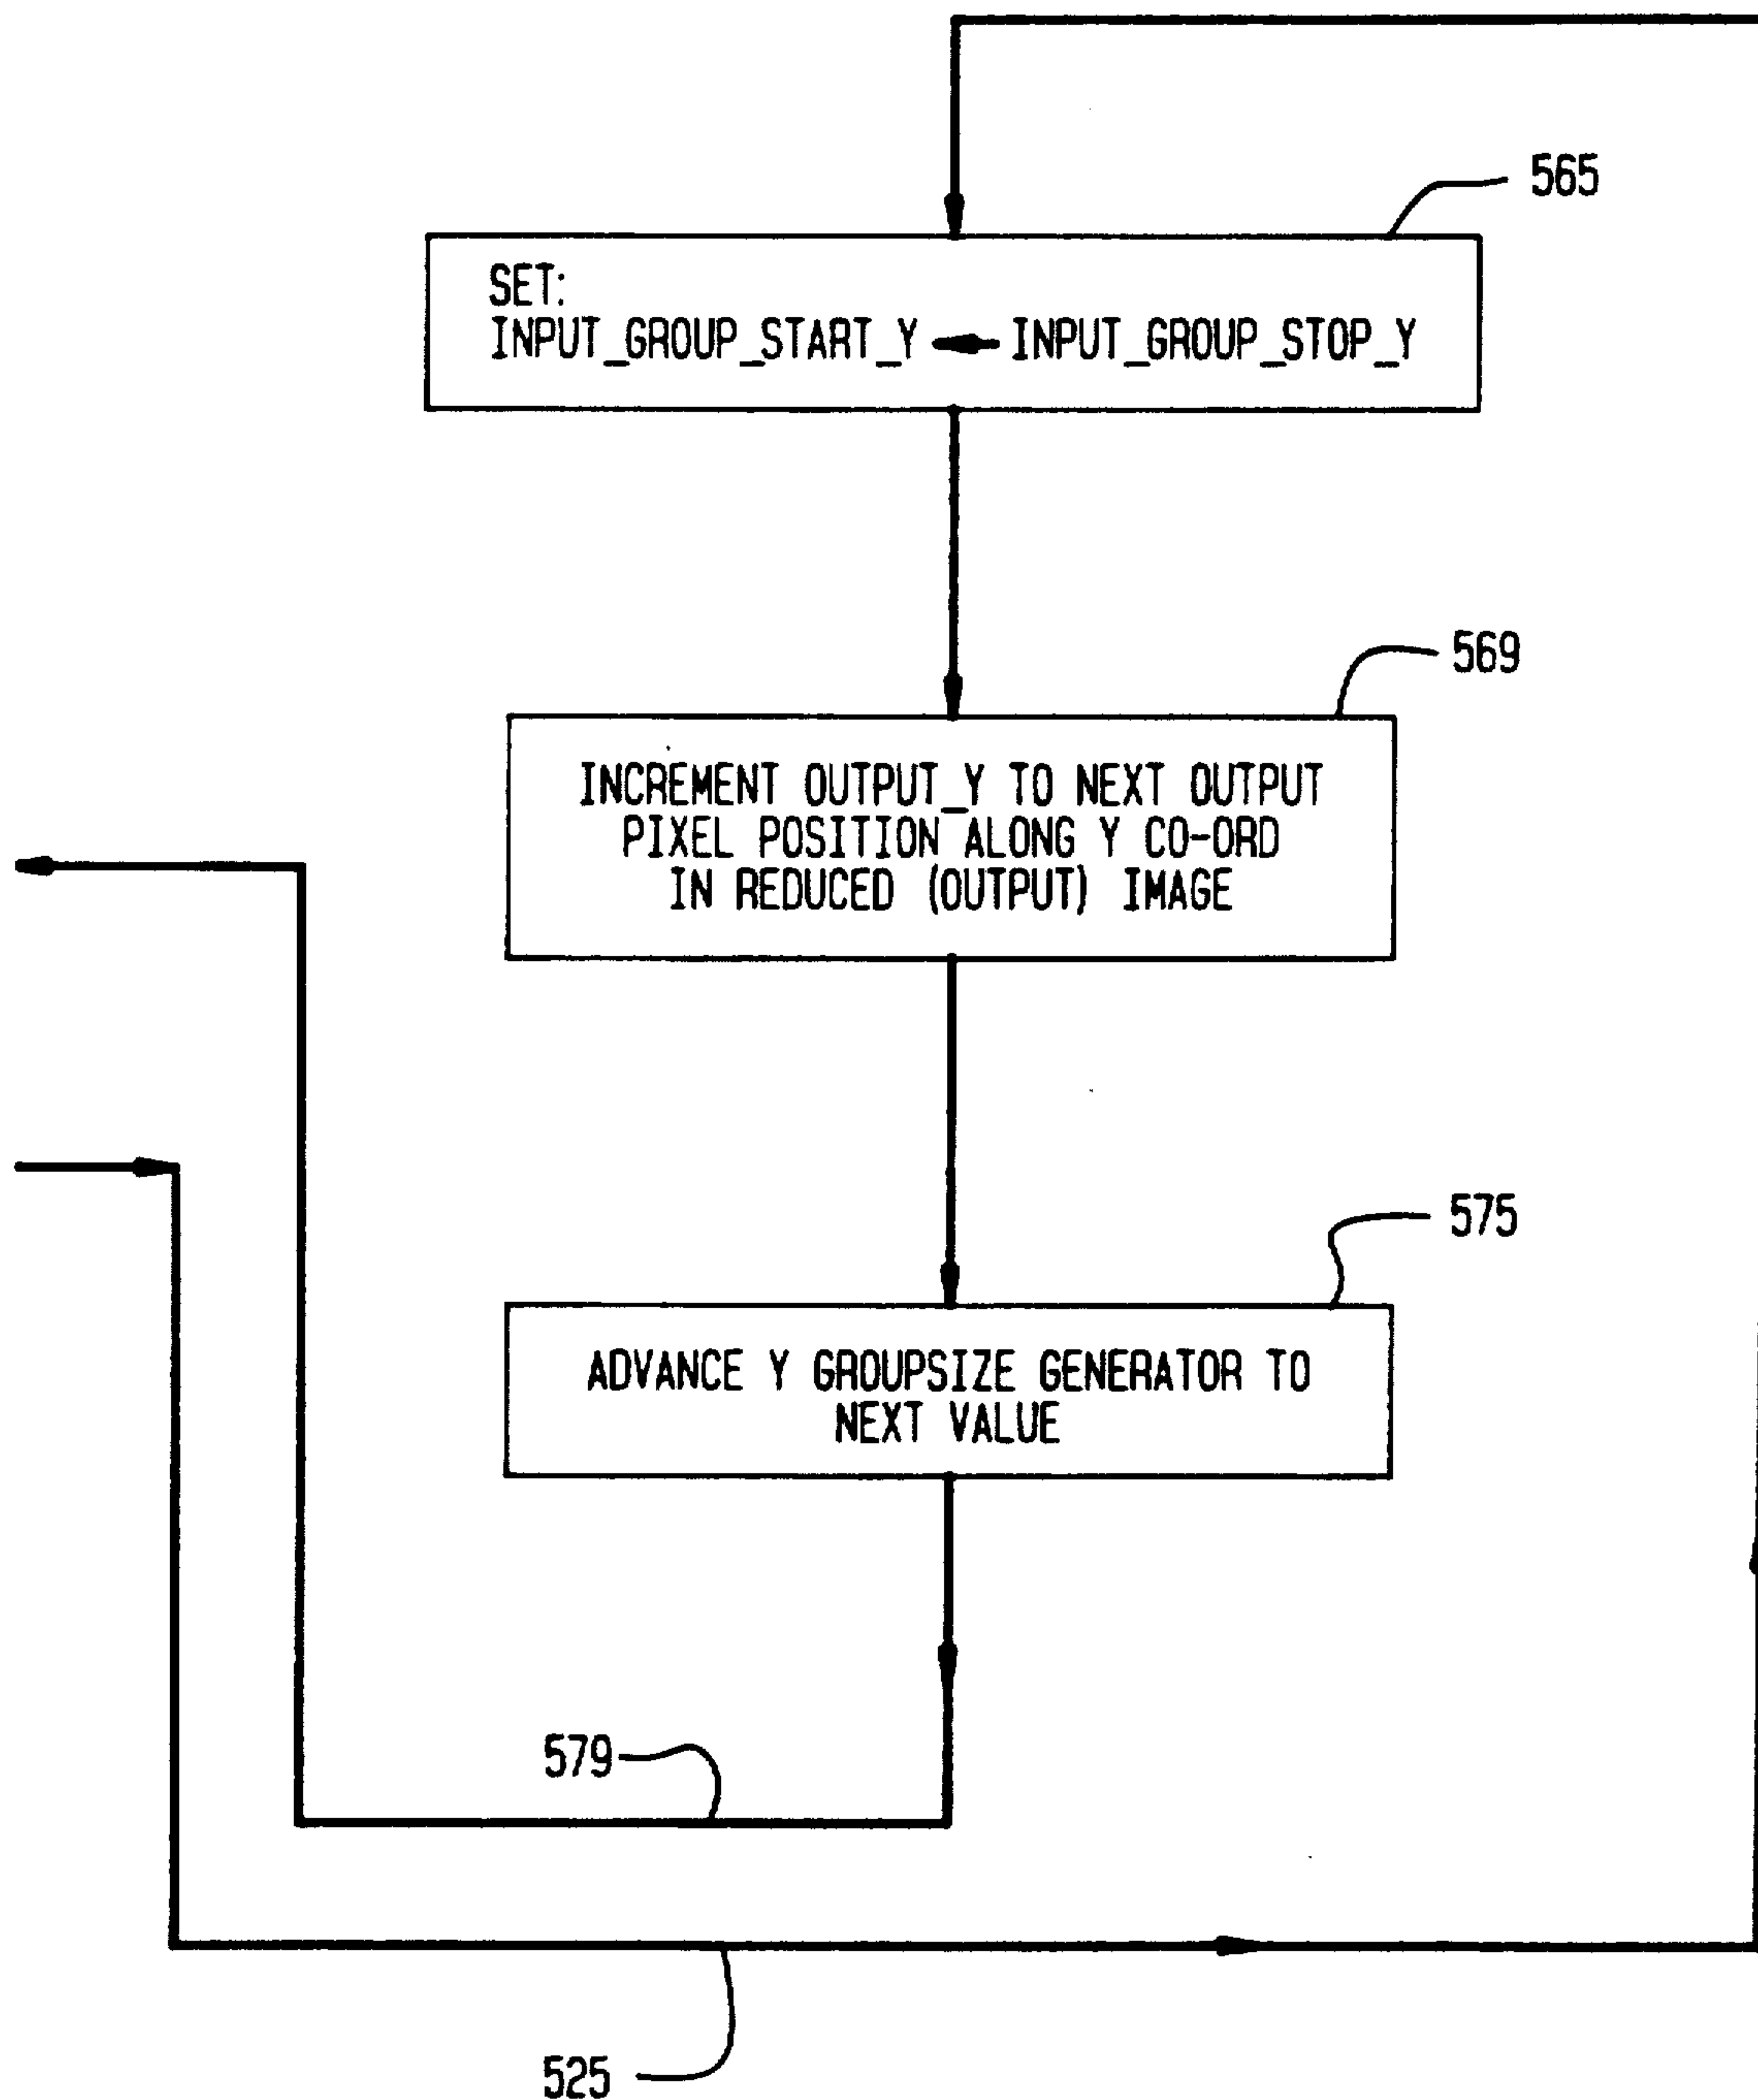 565
SET:
INPUT_GROUP_START_Y ← INPUT_GROUP_STOP_Y
569
INCREMENT OUTPUT_Y TO NEXT OUTPUT
PIXEL POSITION ALONG Y CO-ORD
IN REDUCED (OUTPUT) IMAGE
575
ADVANCE Y GROUPSIZE GENERATOR TO
NEXT VALUE
579
525